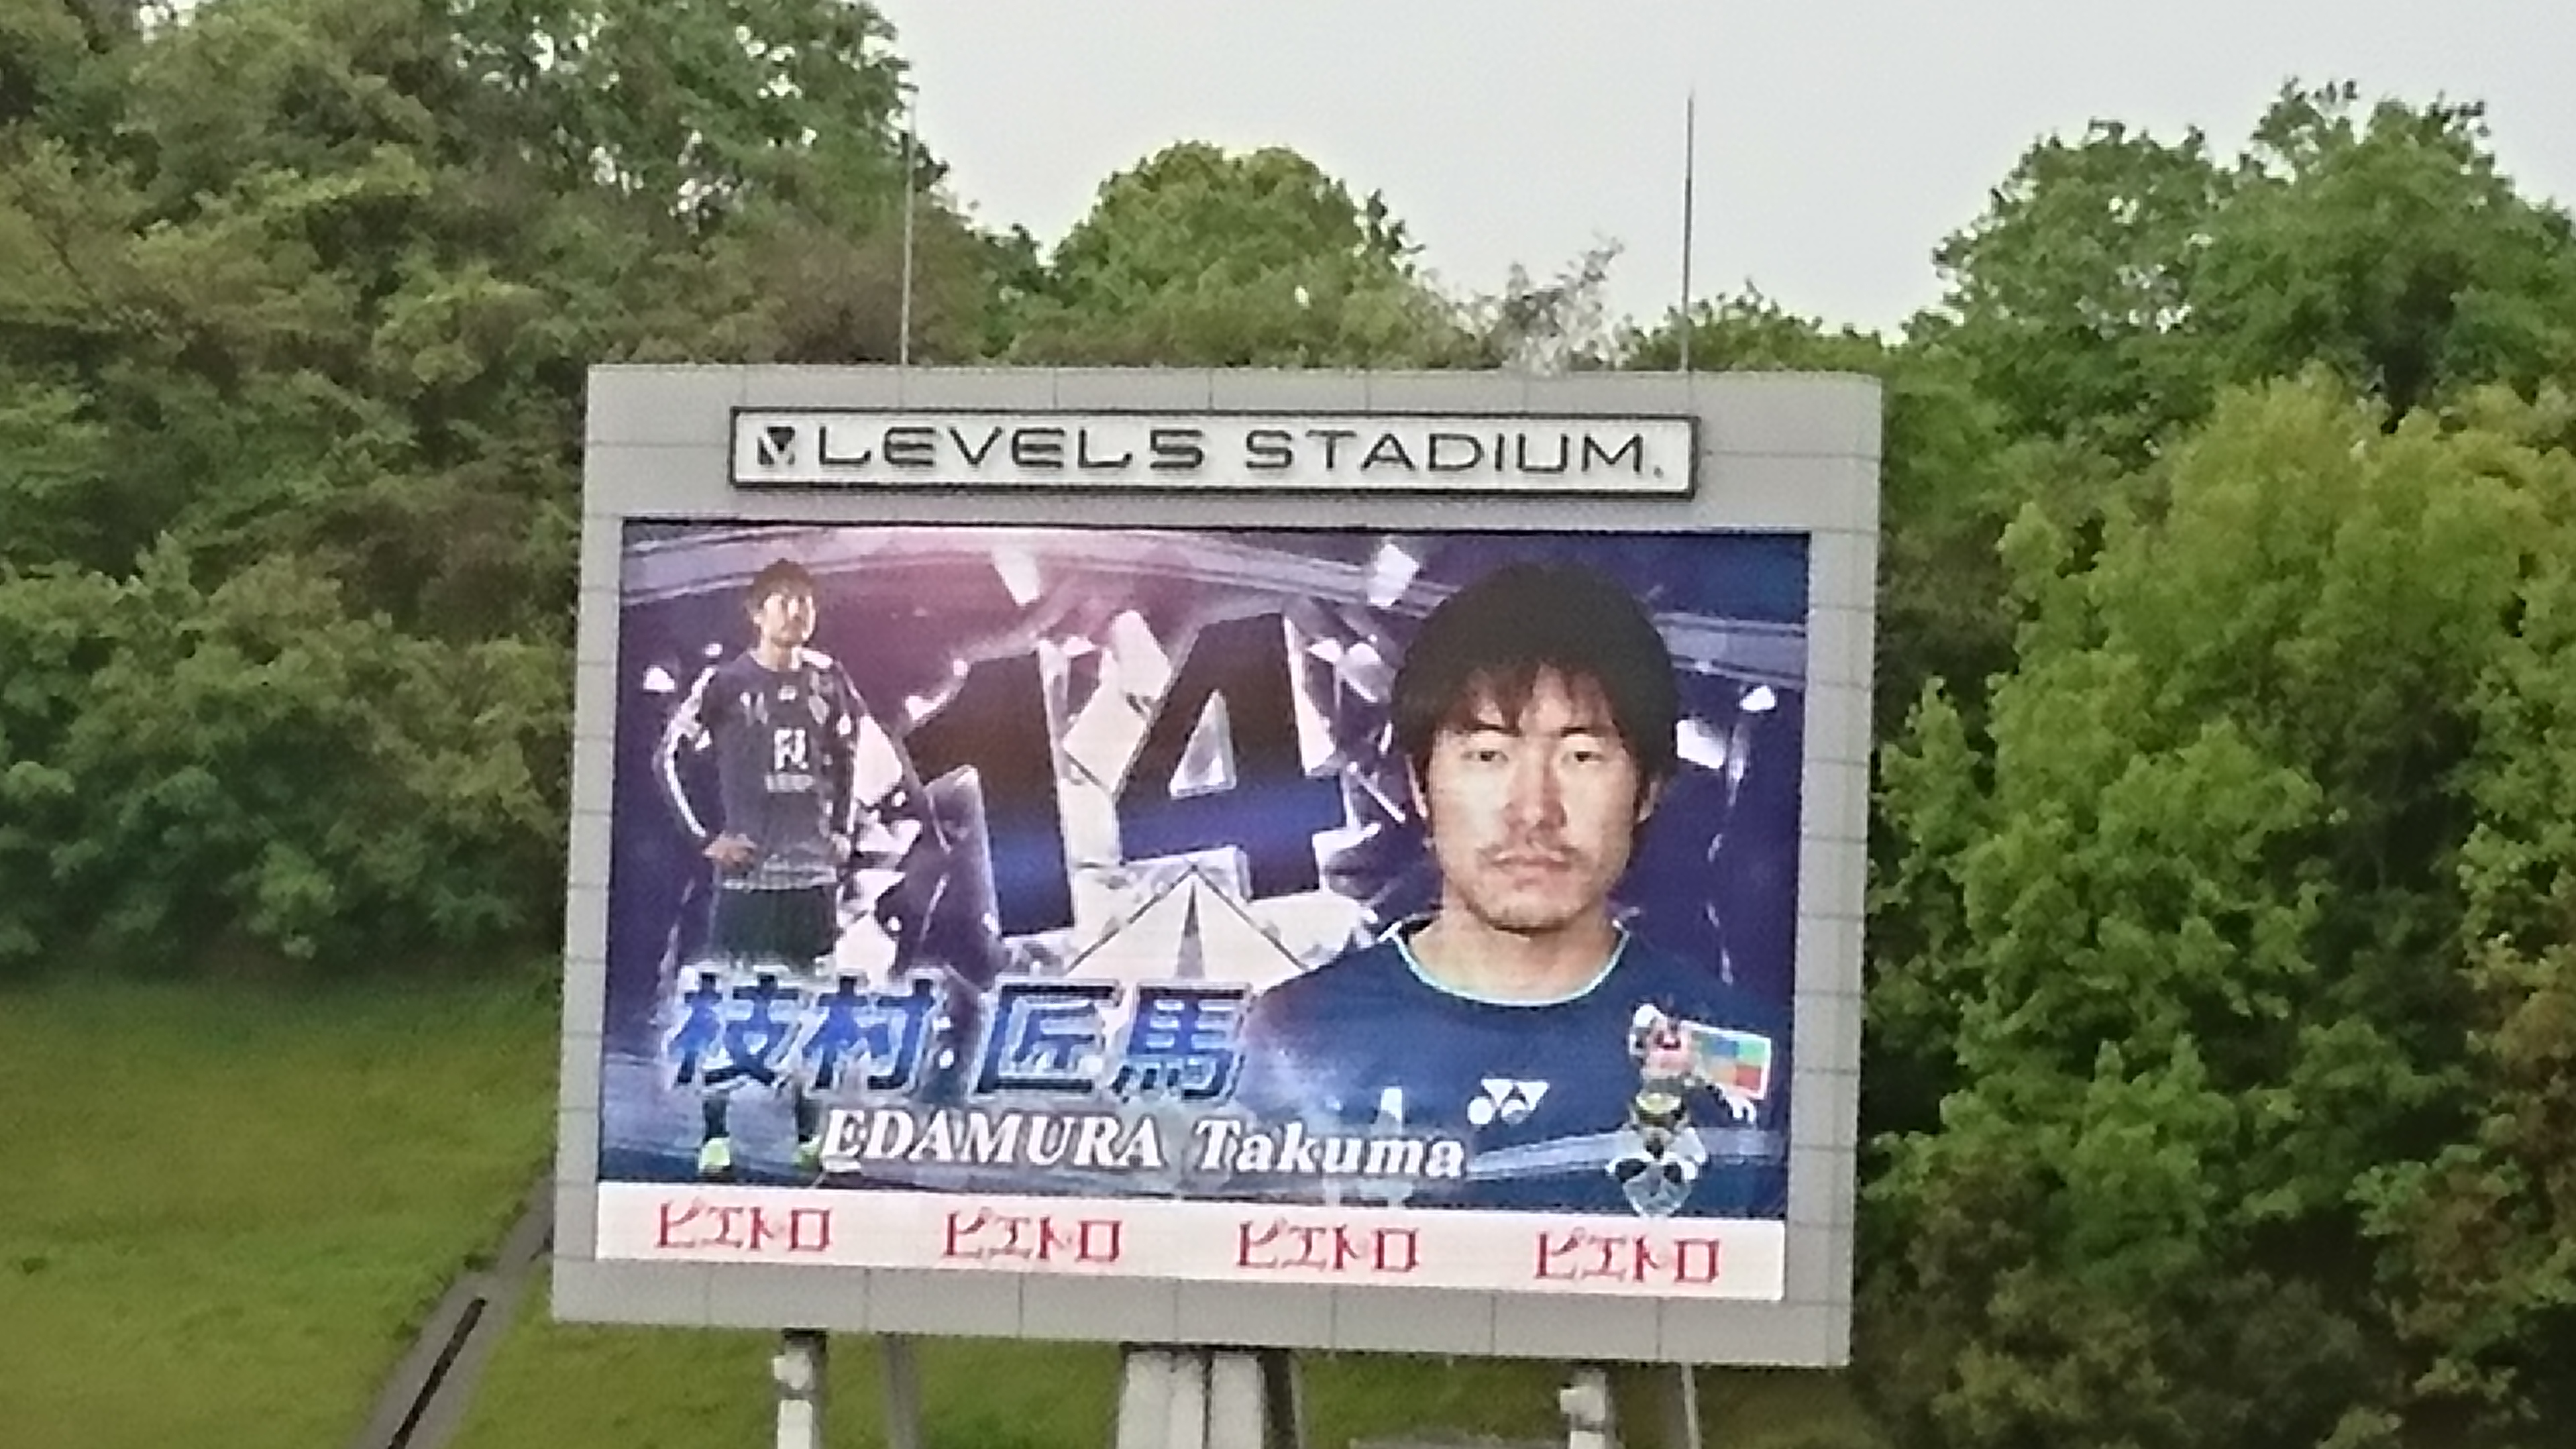 LEVEL5 STADIUM.
14
14
枝村 匠馬
EDAMURA Takuma
ピエトロ ピエトロ ピエトロ ピエトロ